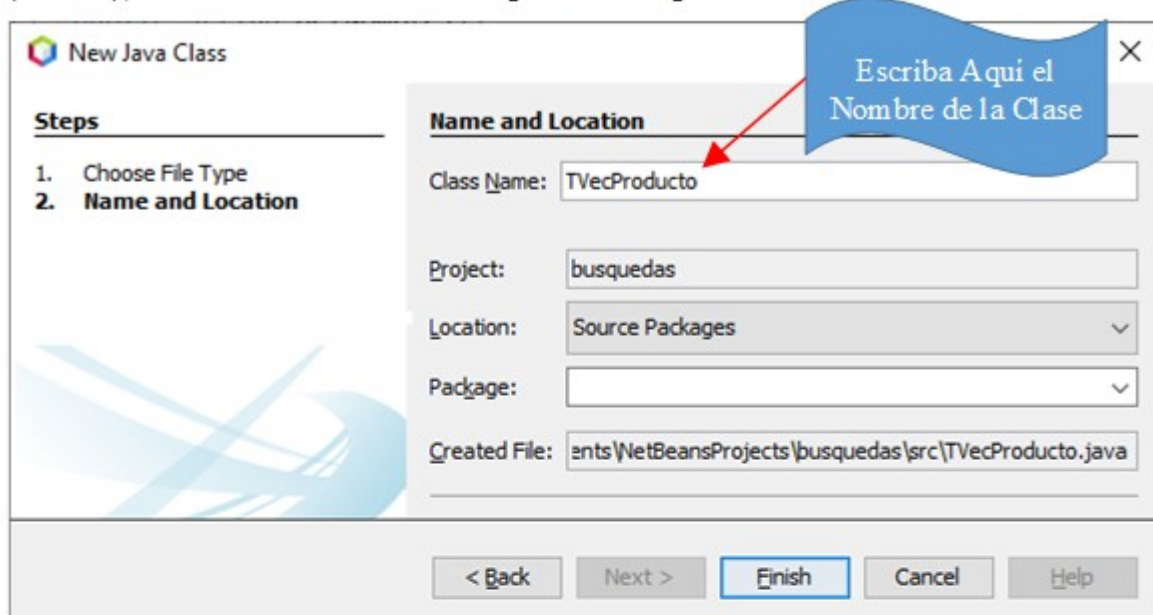 New Java Class
Escriba Aquí el
Nombre de la Clase
Steps
1. Choose File Type
2. Name and Location
Name and Location
Class Name: TVecProducto
Project: busquedas
Location: Source Packages
Package:
Created File: ents\NetBeansProjects\busquedas\src\TVecProducto.java
< Back Next > Finish Cancel Help